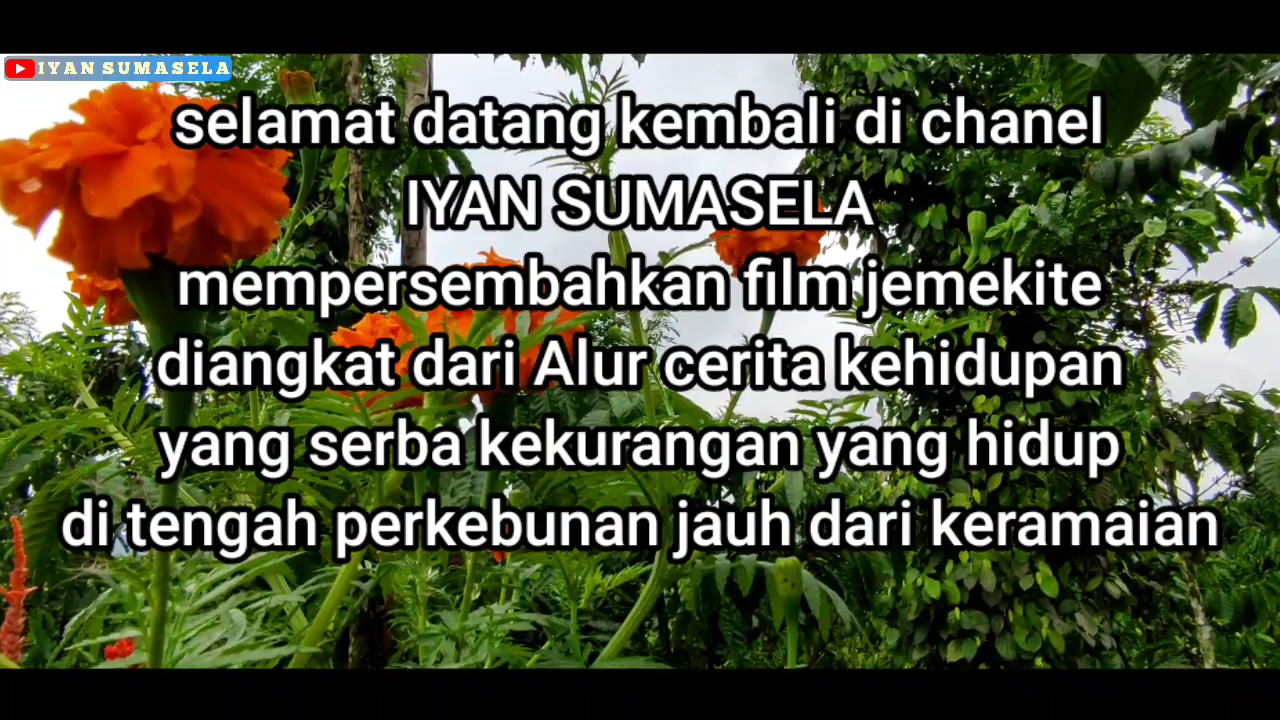 IYAN SUMASELA
selamat datang kembali di chanel
IYAN SUMASELA
mempersembahkan film jemekite
diangkat dari Alur cerita kehidupan
yang serba kekurangan yang hidup
di tengah perkebunan jauh dari keramaian